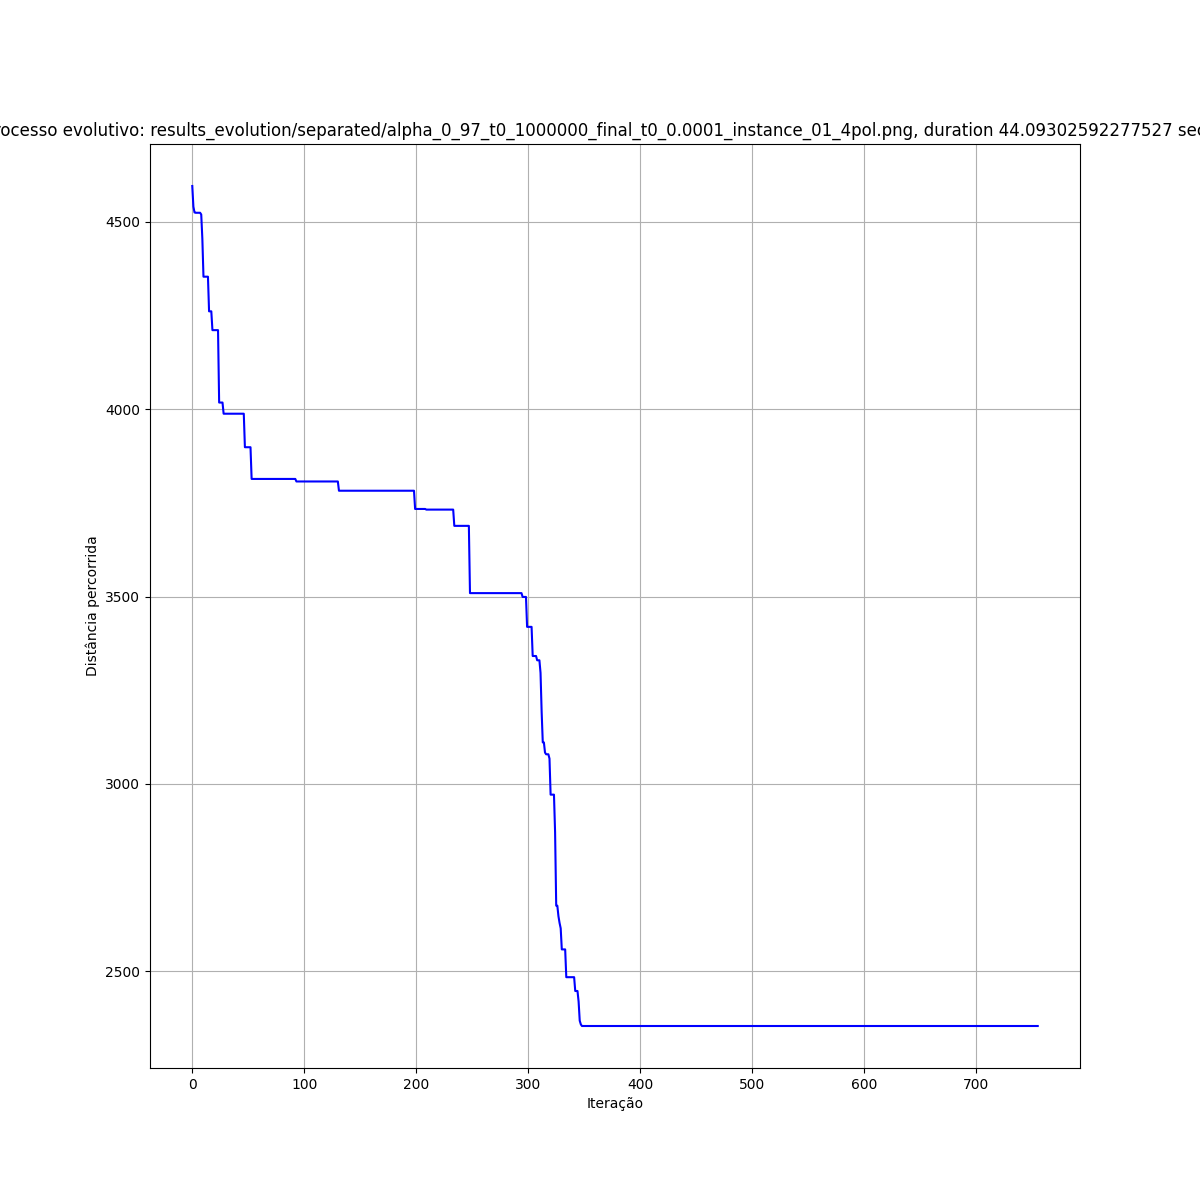 ocesso evolutivo: results_evolution/separated/alpha_0_97_t0_1000000_final_t0_0.0001_instance_01_4pol.png, duration 44.09302592277527 sec
4500
4000
3500
3000
2500
Distância percorrida
0 100 200 300 400 500 600 700
Iteração